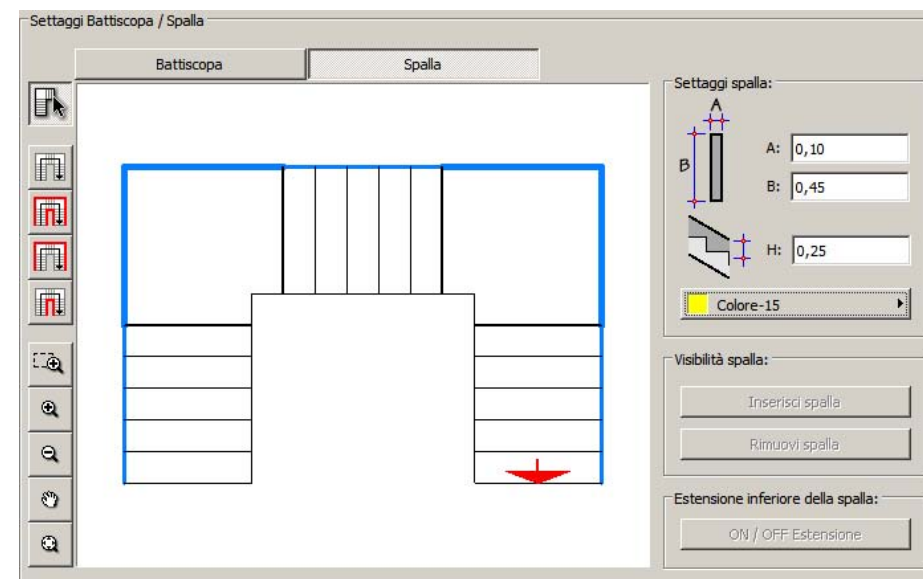 Settaggi Battiscopa / Spalla
Battiscopa
Spalla
Settaggi spalla:
A
B
A: 0,10
B: 0,45
H: 0,25
Colore-15
Visibilità spalla:
Inserisci spalla
Rimuovi spalla
Estensione inferiore della spalla:
ON / OFF Estensione